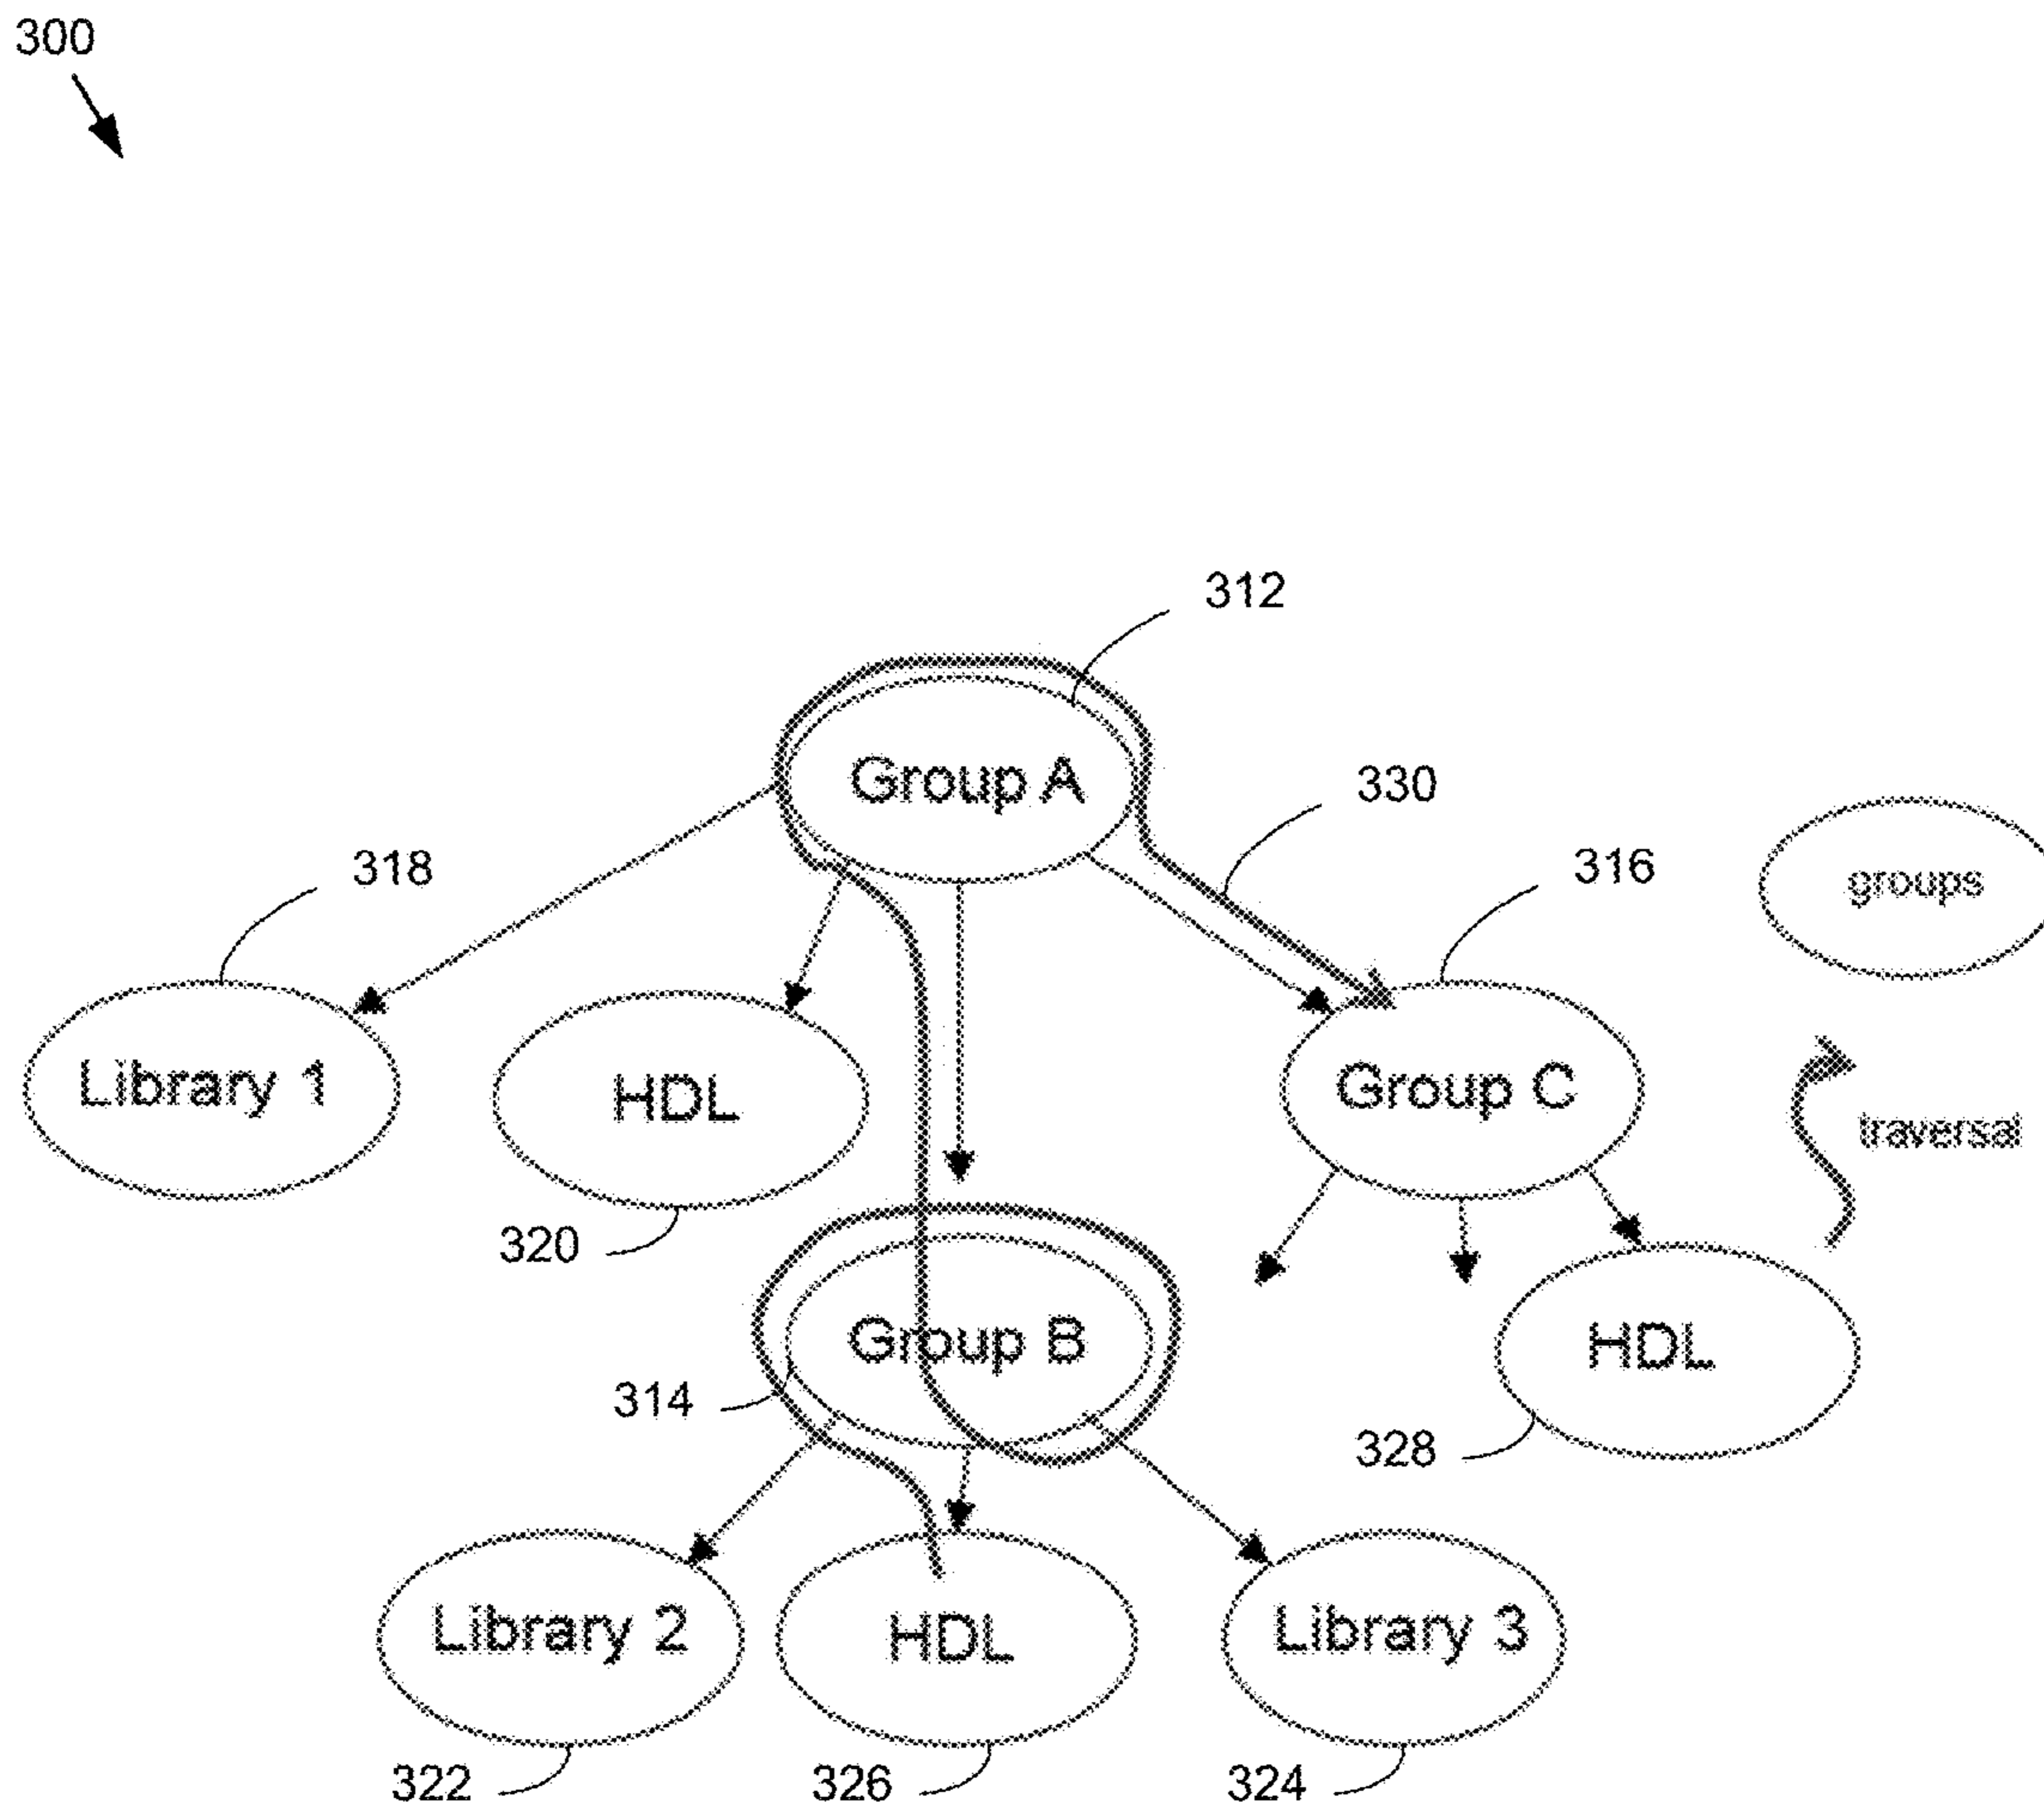 300
312
Group A
330
318
316
groups
Library 1
HDL
Group C
traversal
320
Group B
314
HDL
328
Library 2
HDL
Library 3
322
326
324